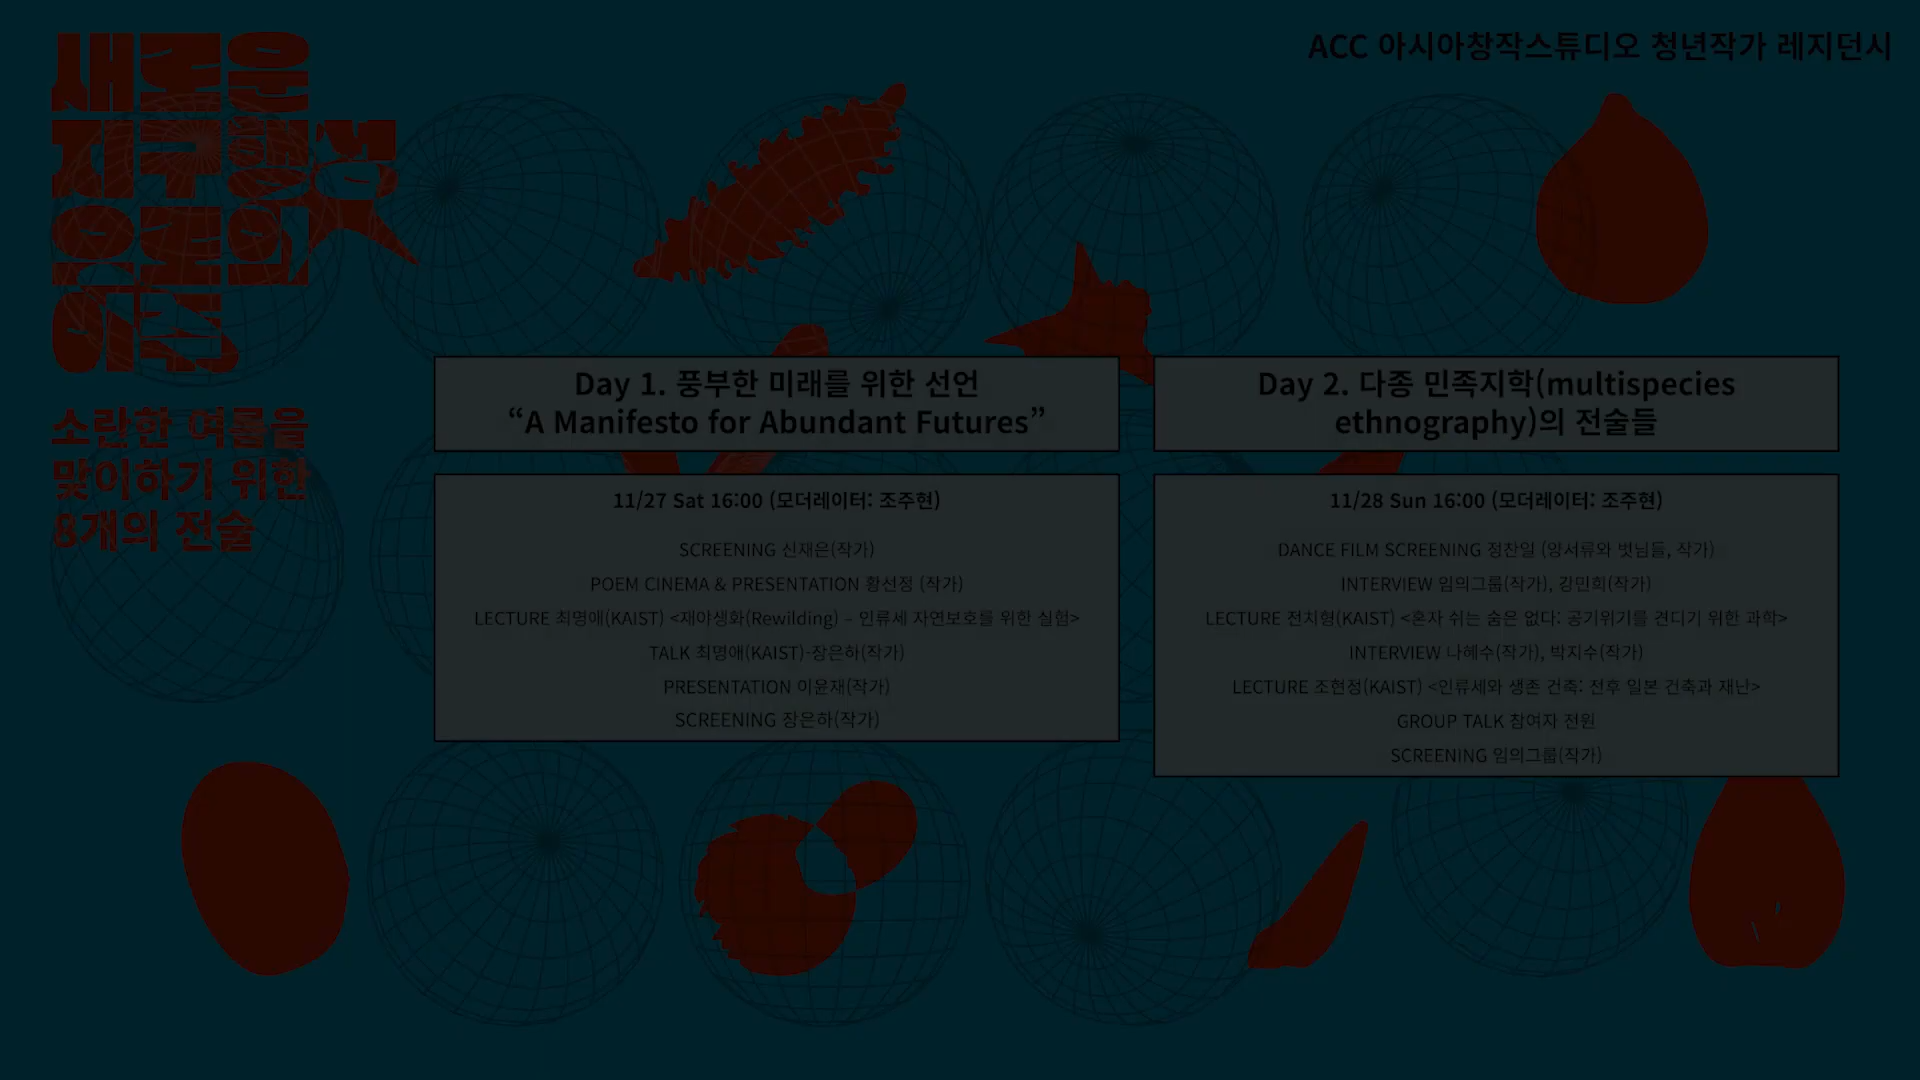 새로운
지구행성
으로의
이주
소란한 여름을
맞이하기 위한
8개의 전술
ACC 아시아창작스튜디오 청년작가 레지던시
Day 1. 풍부한 미래를 위한 선언
“A Manifesto for Abundant Futures”
11/27 Sat 16:00 (모더레이터: 조주현)
SCREENING 신재은(작가)
POEM CINEMA & PRESENTATION 황선정 (작가)
LECTURE 최명애(KAIST) <재야생화(Rewilding) - 인류세 자연보호를 위한 실험>
TALK 최명애(KAIST)-장은하(작가)
PRESENTATION 이윤재(작가)
SCREENING 장은하(작가)
Day 2. 다종 민족지학(multispecies
ethnography)의 전술들
11/28 Sun 16:00 (모더레이터: 조주현)
DANCE FILM SCREENING 정찬일 (양서류와 벗님들, 작가)
INTERVIEW 임의그룹(작가), 강민희(작가)
LECTURE 전치형(KAIST) <혼자 쉬는 숨은 없다: 공기위기를 견디기 위한 과학>
INTERVIEW 나혜수(작가), 박지수(작가)
LECTURE 조현정(KAIST) <인류세와 생존 건축: 전후 일본 건축과 재난>
GROUP TALK 참여자 전원
SCREENING 임의그룹(작가)